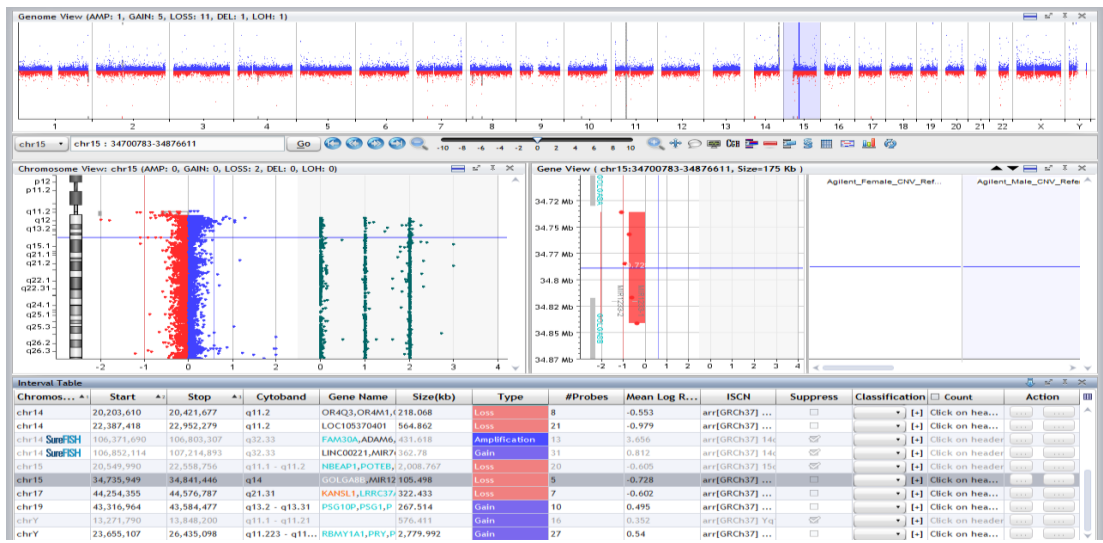 Genome View (AMP: 1, GAIN: 5, LOSS: 11, DEL: 1, LOH: 1)
1 2 3 4 5 6 7 8 9 10 11 12 13 14 15 16 17 18 19 20 21 22 X Y
chr15 chr15 : 34700783-34876611 Go -10 -8 -6 -4 -2 0 2 4 6 8 10 CGH
Chromosome View: chr15 (AMP: 0, GAIN: 0, LOSS: 2, DEL: 0, LOH: 0)
p12
p11.2
q11.2
q12
q13.2
q15.1
q21.1
q21.2
q22.1
q22.31
q24.1
q25.1
q25.3
q26.2
q26.3
-2 -1 0 1 2 0 1 2 3 4
Gene View ( chr15:34700783-34876611, Size=175 Kb )
34.72 Mb
34.75 Mb
34.77 Mb
34.8 Mb
34.82 Mb
34.85 Mb
34.87 Mb
GOLGA8A
GOLGA8B
MIR1233-2
-2 -1 0 1 2 3 4 0 1 2 3 4
Agilent_Female_CNV_Ref... Agilent_Male_CNV_Refe
Interval Table
Chromos... Start Stop Cytoband Gene Name Size(kb) Type #Probes Mean Log R... ISCN Suppress Classification Count Action
chr14 20,203,610 20,421,677 q11.2 OR4Q3,OR4M1,( 218.068 Loss 8 -0.553 arr[GRCh37] ... [+] Click on hea...
chr14 22,387,418 22,952,279 q11.2 LOC105370401 564.862 Loss 21 -0.979 arr[GRCh37] ... [+] Click on hea...
chr14 SureFISH 106,371,690 106,803,307 q32.33 FAM30A,ADAM6, 431.618 Amplification 13 3.656 arr[GRCh37] 14q [+] Click on header
chr14 SureFISH 106,852,114 107,214,893 q32.33 LINC00221,MIR7( 362.78 Gain 31 0.812 arr[GRCh37] 14q [+] Click on header
chr15 20,549,990 22,558,756 q11.1 - q11.2 NBEAP1,POTEB, 2,008.767 Loss 20 -0.605 arr[GRCh37] 15q [+] Click on header
chr15 34,735,949 34,841,446 q14 GOLGA8B,MIR12 105.498 Loss 5 -0.728 arr[GRCh37] ... [+] Click on hea...
chr17 44,254,355 44,576,787 q21.31 KANSL1,LRRC37/ 322.433 Loss 7 -0.602 arr[GRCh37] ... [+] Click on hea...
chr19 43,316,964 43,584,477 q13.2 - q13.31 PSG10P,PSG1,P 267.514 Gain 10 0.495 arr[GRCh37] ... [+] Click on hea...
chrY 13,271,790 13,848,200 q11.1 - q11.21 576.411 Gain 16 0.352 arr[GRCh37] Yq [+] Click on header
chrY 23,655,107 26,435,098 q11.223 - q11... RBMY1A1,PRY,P 2,779.992 Gain 27 0.54 arr[GRCh37] ... [+] Click on hea...